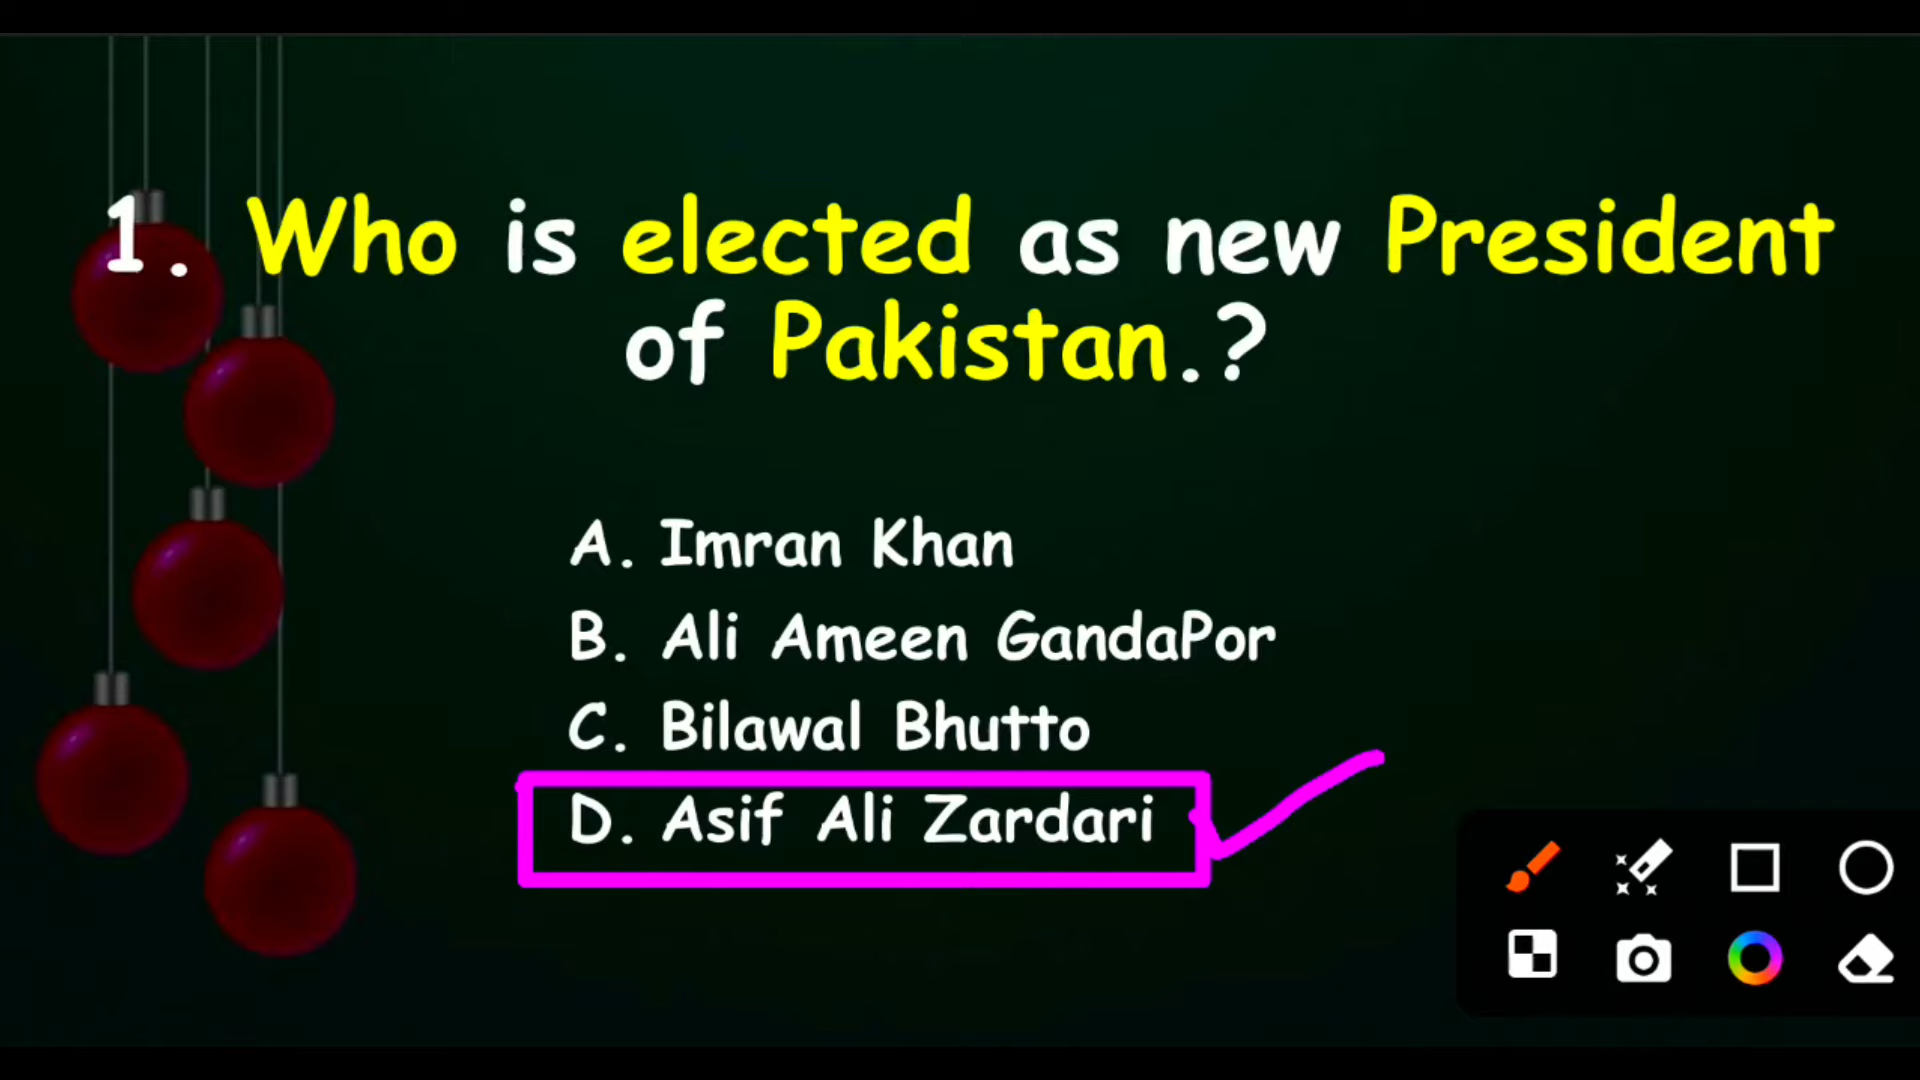 1. Who is elected as new President
of Pakistan.?
A. Imran Khan
B. Ali Ameen GandaPor
C. Bilawal Bhutto
D. Asif Ali Zardari